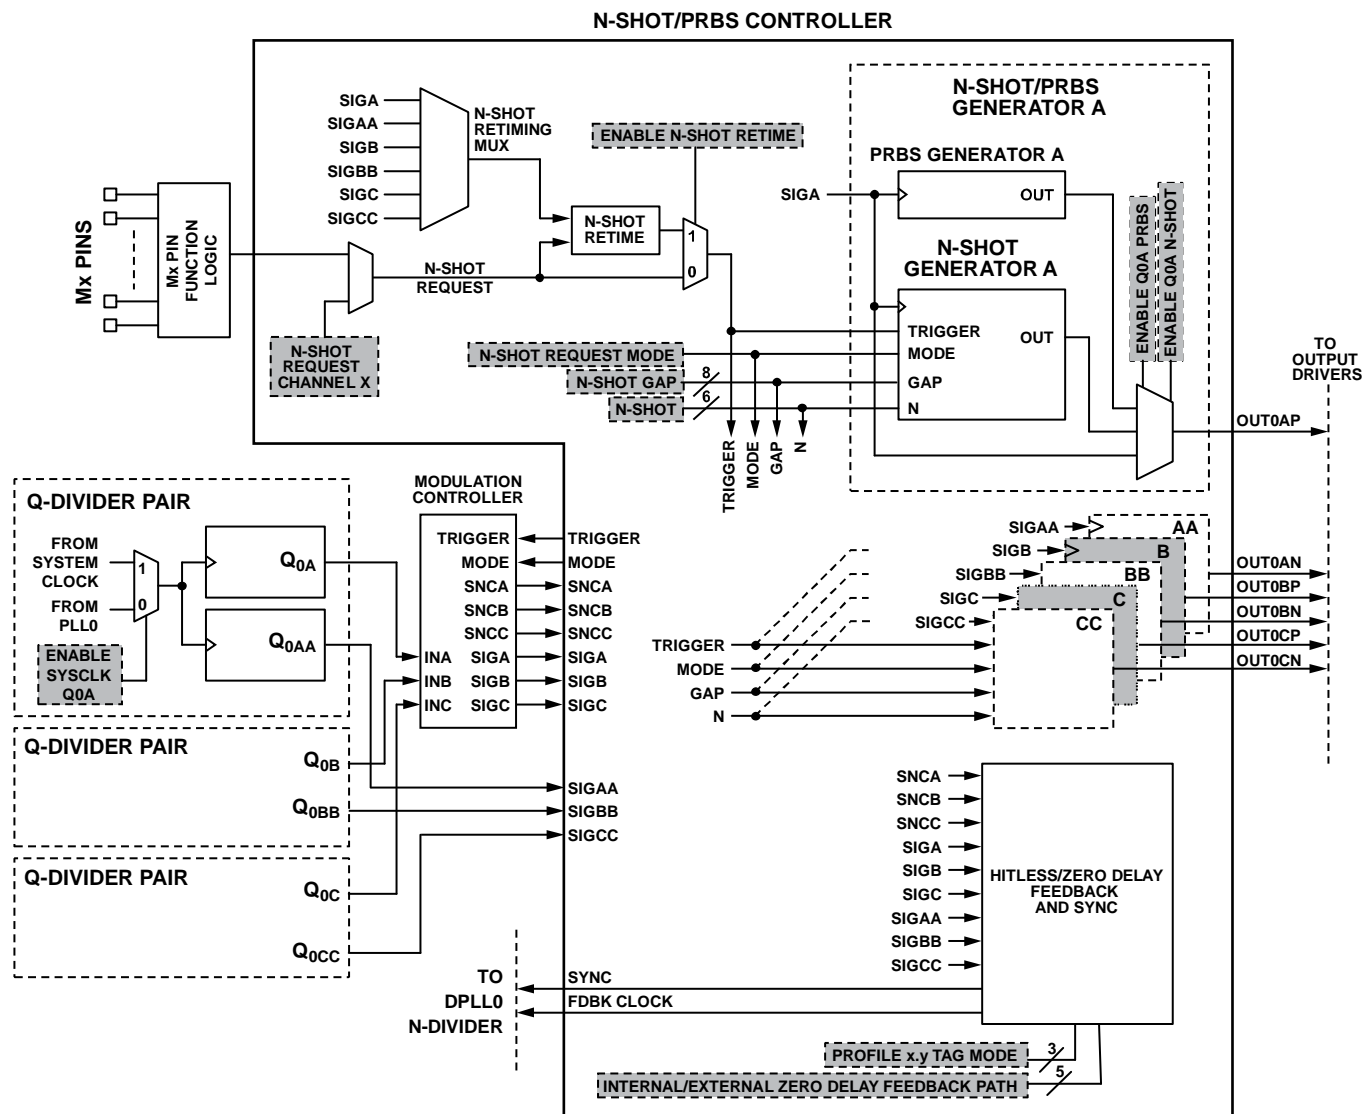 N-SHOT/PRBS CONTROLLER
SIGA
SIGAA
SIGB
SIGBB
SIGC
SIGCC
N-SHOT
RETIMING
MUX
ENABLE N-SHOT RETIME
N-SHOT
RETIME
1
0
Mx PINS
Mx PIN
FUNCTION
LOGIC
N-SHOT
REQUEST
N-SHOT
REQUEST
CHANNEL X
N-SHOT REQUEST MODE
N-SHOT GAP
8
N-SHOT
6
TRIGGER
MODE
GAP
N
N-SHOT/PRBS
GENERATOR A
PRBS GENERATOR A
SIGA
OUT
N-SHOT
GENERATOR A
TRIGGER
MODE
GAP
N
OUT
ENABLE Q0A PRBS
ENABLE Q0A N-SHOT
TO
OUTPUT
DRIVERS
OUT0AP
Q-DIVIDER PAIR
FROM
SYSTEM
CLOCK
FROM
PLL0
1
0
ENABLE
SYSCLK
Q0A
Q0A
Q0AA
Q-DIVIDER PAIR
Q0B
Q0BB
Q-DIVIDER PAIR
Q0C
Q0CC
MODULATION
CONTROLLER
TRIGGER
MODE
SNCA
SNCB
SNCC
INA SIGA
INB SIGB
INC SIGC
TRIGGER
MODE
SNCA
SNCB
SNCC
SIGA
SIGB
SIGC
SIGAA
SIGBB
SIGCC
SIGAA
SIGB
SIGBB
SIGC
SIGCC
AA
B
BB
C
CC
TRIGGER
MODE
GAP
N
OUT0AN
OUT0BP
OUT0BN
OUT0CP
OUT0CN
SNCA
SNCB
SNCC
SIGA
SIGB
SIGC
SIGAA
SIGBB
SIGCC
HITLESS/ZERO DELAY
FEEDBACK
AND SYNC
TO
DPLL0
N-DIVIDER
SYNC
FDBK CLOCK
PROFILE x.y TAG MODE
3
INTERNAL/EXTERNAL ZERO DELAY FEEDBACK PATH
5